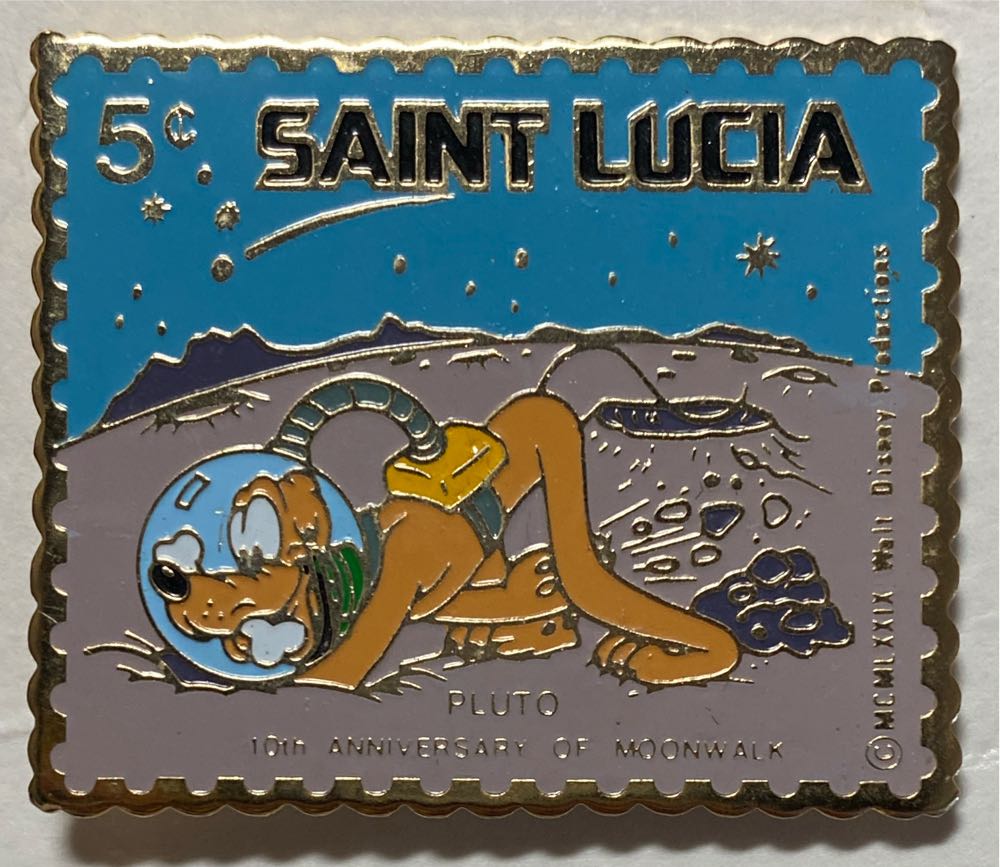 5¢ SAINT LUCIA
PLUTO
10th ANNIVERSARY OF MOONWALK
© MCMLXXIX Walt Disney Productions